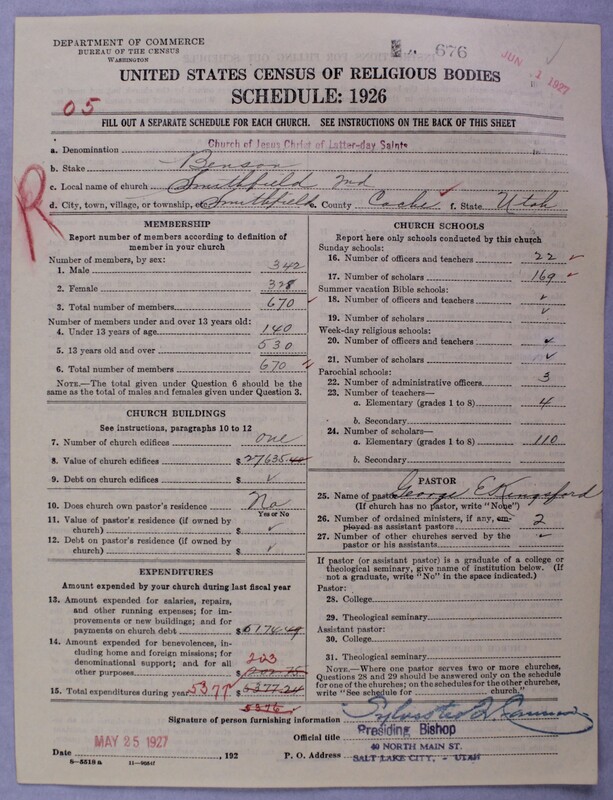 DEPARTMENT OF COMMERCE
BUREAU OF THE CENSUS
WASHINGTON
676
JUN 1 1927
UNITED STATES CENSUS OF RELIGIOUS BODIES
SCHEDULE: 1926
05
FILL OUT A SEPARATE SCHEDULE FOR EACH CHURCH. SEE INSTRUCTIONS ON THE BACK OF THIS SHEET
R
a. Denomination Church of Jesus Christ of Latter-day Saints
b. Stake Benson
c. Local name of church Smithfield 2nd
d. City, town, village, or township, etc Smithfield e. County Cache f. State Utah
MEMBERSHIP
Report number of members according to definition of
member in your church
Number of members, by sex:
1. Male 342
2. Female 328
3. Total number of members 670
Number of members under and over 13 years old:
4. Under 13 years of age 140
5. 13 years old and over 530
6. Total number of members 670
NOTE.—The total given under Question 6 should be
the same as the total of males and females given under Question 3.
CHURCH BUILDINGS
See instructions, paragraphs 10 to 12
7. Number of church edifices one
8. Value of church edifices $ 27635
9. Debt on church edifices $
10. Does church own pastor's residence? No
Yes or No
11. Value of pastor's residence (if owned by
church) $
12. Debt on pastor's residence (if owned by
church) $
EXPENDITURES
Amount expended by your church during last fiscal year
13. Amount expended for salaries, repairs,
and other running expenses; for im-
provements or new buildings; and for
payments on church debt $ 5174.49
14. Amount expended for benevolences,
including home and foreign missions; for
denominational support; and for all
other purposes 203
$ 202.75
15. Total expenditures during year 5377 $ 5377.24
5376
CHURCH SCHOOLS
Report here only schools conducted by this church
Sunday schools:
16. Number of officers and teachers 22
17. Number of scholars 169
Summer vacation Bible schools:
18. Number of officers and teachers
19. Number of scholars
Week-day religious schools:
20. Number of officers and teachers
21. Number of scholars
Parochial schools:
22. Number of administrative officers 3
23. Number of teachers—
a. Elementary (grades 1 to 8) 4
b. Secondary
24. Number of scholars—
a. Elementary (grades 1 to 8) 110
b. Secondary
PASTOR
25. Name of pastor George E Kingsford
(If church has no pastor, write "None")
26. Number of ordained ministers, if any, em-
ployed as assistant pastors 2
27. Number of other churches served by the
pastor or his assistants
If pastor (or assistant pastor) is a graduate of a college or
theological seminary, give name of institution below. (If
not a graduate, write "No" in the space indicated.)
Pastor:
28. College
29. Theological seminary
Assistant pastor:
30. College
31. Theological seminary
NOTE.—Where one pastor serves two or more churches,
Questions 28 and 29 should be answered only on the schedule
for one of the churches; on the schedules for the other churches,
write "See schedule for church."
Signature of person furnishing information Sylvester Q. Cannon
Official title Presiding Bishop
Date MAY 25 1927, 192 P. O. Address 40 NORTH MAIN ST.
SALT LAKE CITY, - UTAH
8—5518a